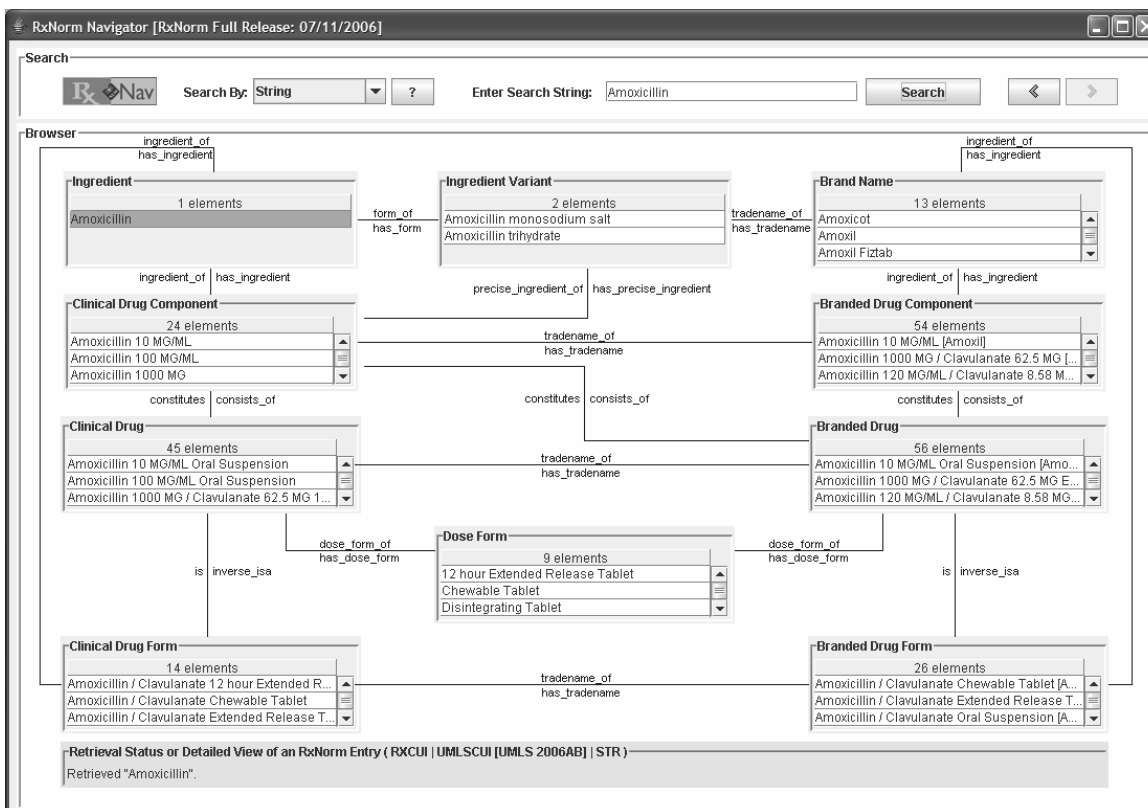 RxNorm Navigator [RxNorm Full Release: 07/11/2006]
Search
Rx Nav Search By: String ? Enter Search String: Amoxicillin Search
Browser
ingredient_of
has_ingredient
ingredient_of
has_ingredient
Ingredient
1 elements
Amoxicillin
form_of
has_form
Ingredient Variant
2 elements
Amoxicillin monosodium salt
Amoxicillin trihydrate
tradename_of
has_tradename
Brand Name
13 elements
Amoxicot
Amoxil
Amoxil Fiztab
ingredient_of has_ingredient
precise_ingredient_of has_precise_ingredient
ingredient_of has_ingredient
Clinical Drug Component
24 elements
Amoxicillin 10 MG/ML
Amoxicillin 100 MG/ML
Amoxicillin 1000 MG
tradename_of
has_tradename
Branded Drug Component
54 elements
Amoxicillin 10 MG/ML [Amoxil]
Amoxicillin 1000 MG / Clavulanate 62.5 MG [...
Amoxicillin 120 MG/ML / Clavulanate 8.58 M...
constitutes consists_of
constitutes consists_of
constitutes consists_of
Clinical Drug
45 elements
Amoxicillin 10 MG/ML Oral Suspension
Amoxicillin 100 MG/ML Oral Suspension
Amoxicillin 1000 MG / Clavulanate 62.5 MG 1...
tradename_of
has_tradename
Branded Drug
56 elements
Amoxicillin 10 MG/ML Oral Suspension [Amo...
Amoxicillin 1000 MG / Clavulanate 62.5 MG E...
Amoxicillin 120 MG/ML / Clavulanate 8.58 MG...
dose_form_of
has_dose_form
Dose Form
9 elements
12 hour Extended Release Tablet
Chewable Tablet
Disintegrating Tablet
dose_form_of
has_dose_form
is inverse_isa
is inverse_isa
Clinical Drug Form
14 elements
Amoxicillin / Clavulanate 12 hour Extended R...
Amoxicillin / Clavulanate Chewable Tablet
Amoxicillin / Clavulanate Extended Release T...
tradename_of
has_tradename
Branded Drug Form
26 elements
Amoxicillin / Clavulanate Chewable Tablet [A...
Amoxicillin / Clavulanate Extended Release T...
Amoxicillin / Clavulanate Oral Suspension [A...
Retrieval Status or Detailed View of an RxNorm Entry ( RXCUI | UMLSCUI [UMLS 2006AB] | STR )
Retrieved "Amoxicillin".